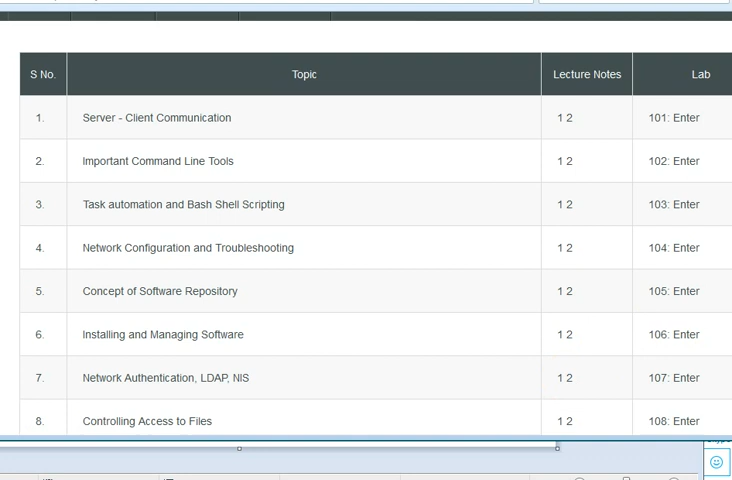 S No. Topic Lecture Notes Lab
1. Server - Client Communication 1 2 101: Enter
2. Important Command Line Tools 1 2 102: Enter
3. Task automation and Bash Shell Scripting 1 2 103: Enter
4. Network Configuration and Troubleshooting 1 2 104: Enter
5. Concept of Software Repository 1 2 105: Enter
6. Installing and Managing Software 1 2 106: Enter
7. Network Authentication, LDAP, NIS 1 2 107: Enter
8. Controlling Access to Files 1 2 108: Enter